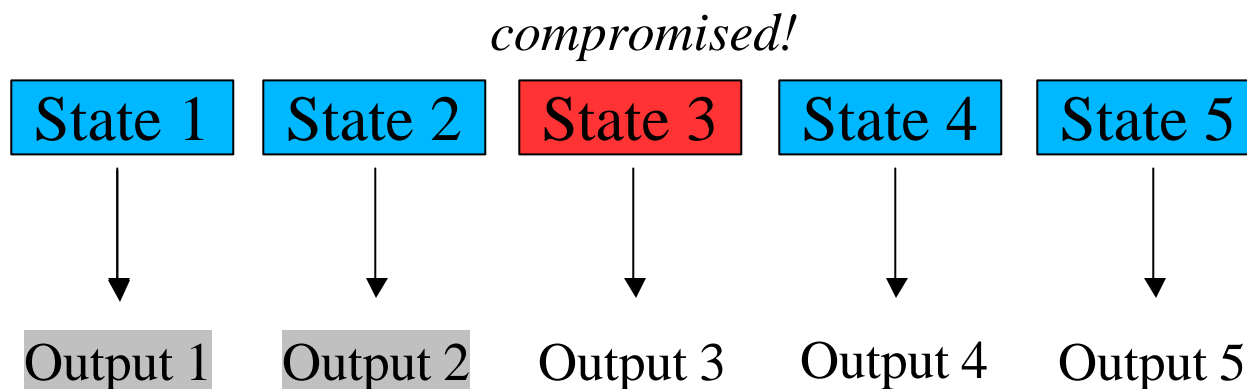 compromised!
State 1 State 2 State 3 State 4 State 5
Output 1 Output 2 Output 3 Output 4 Output 5